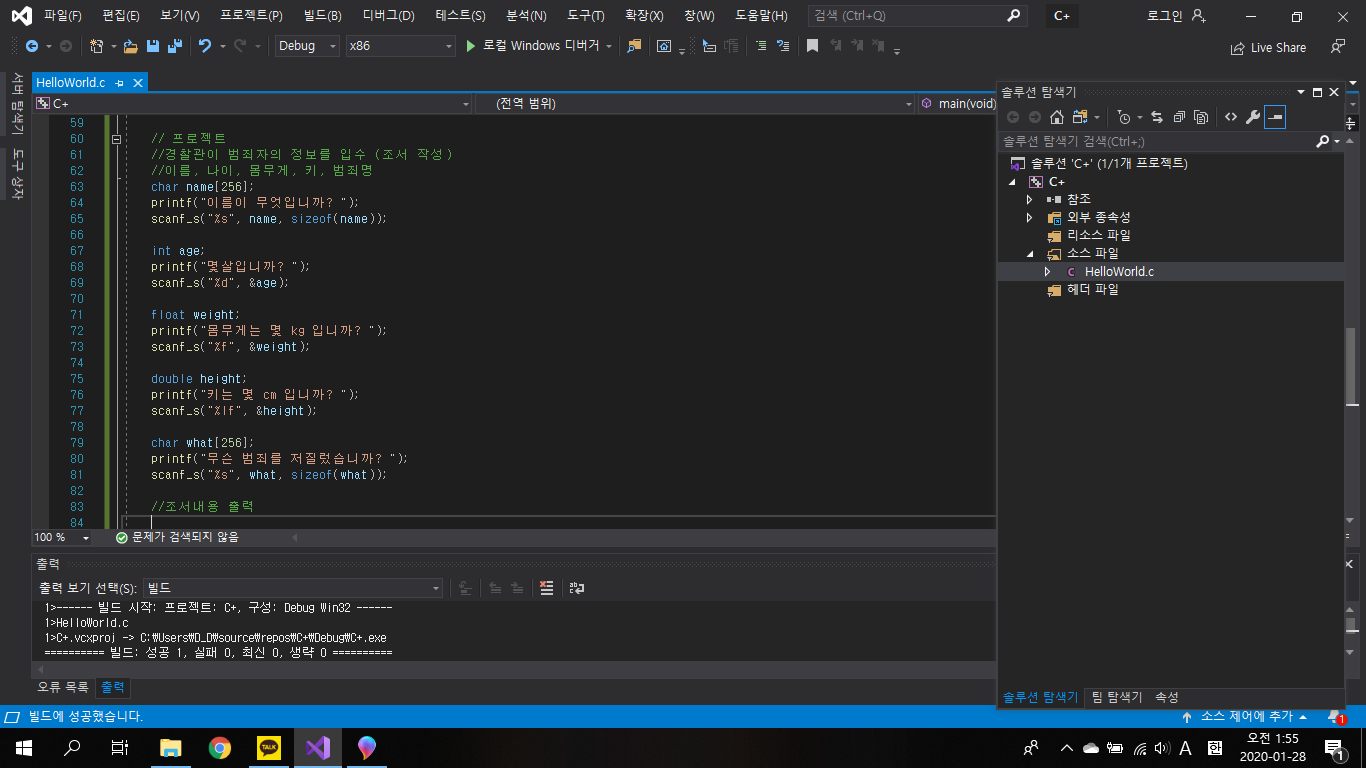 파일(F) 편집(E) 보기(V) 프로젝트(P) 빌드(B) 디버그(D) 테스트(S) 분석(N) 도구(T) 확장(X) 창(W) 도움말(H) 검색 (Ctrl+Q) C+ 로그인
Debug x86 로컬 Windows 디버거 Live Share
서버 탐색기
도구 상자
HelloWorld.c
C+ (전역 범위) main(void)
59
60 // 프로젝트
61 //경찰관이 범죄자의 정보를 입수 (조서 작성)
62 //이름, 나이, 몸무게, 키, 범죄명
63 char name[256];
64 printf("이름이 무엇입니까? ");
65 scanf_s("%s", name, sizeof(name));
66
67 int age;
68 printf("몇살입니까? ");
69 scanf_s("%d", &age);
70
71 float weight;
72 printf("몸무게는 몇 kg 입니까? ");
73 scanf_s("%f", &weight);
74
75 double height;
76 printf("키는 몇 cm 입니까? ");
77 scanf_s("%lf", &height);
78
79 char what[256];
80 printf("무슨 범죄를 저질렀습니까? ");
81 scanf_s("%s", what, sizeof(what));
82
83 //조서내용 출력
84
100 % 문제가 검색되지 않음
출력
출력 보기 선택(S): 빌드
1>------ 빌드 시작: 프로젝트: C+, 구성: Debug Win32 ------
1>HelloWorld.c
1>C+.vcxproj -> C:\Users\D_D\source\repos\C+\Debug\C+.exe
========== 빌드: 성공 1, 실패 0, 최신 0, 생략 0 ==========
오류 목록 출력
솔루션 탐색기
솔루션 탐색기 검색(Ctrl+;)
솔루션 'C+' (1/1개 프로젝트)
C+
참조
외부 종속성
리소스 파일
소스 파일
HelloWorld.c
헤더 파일
솔루션 탐색기 팀 탐색기 속성
빌드에 성공했습니다. 소스 제어에 추가 1
TALK A 한 오전 1:55
2020-01-28 1